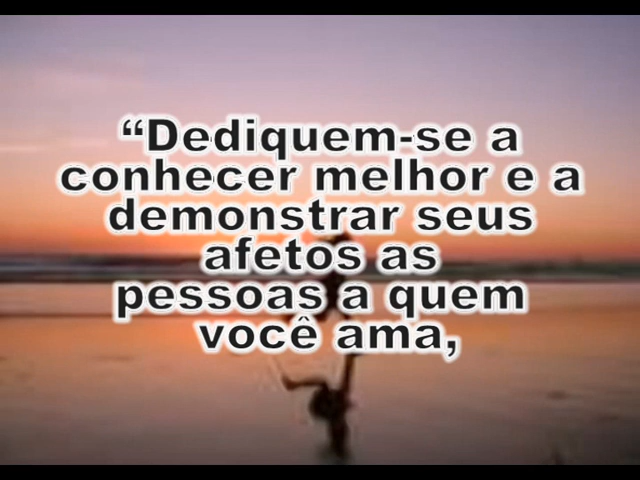 “Dediquem-se a
conhecer melhor e a
demonstrar seus
afetos as
pessoas a quem
você ama,